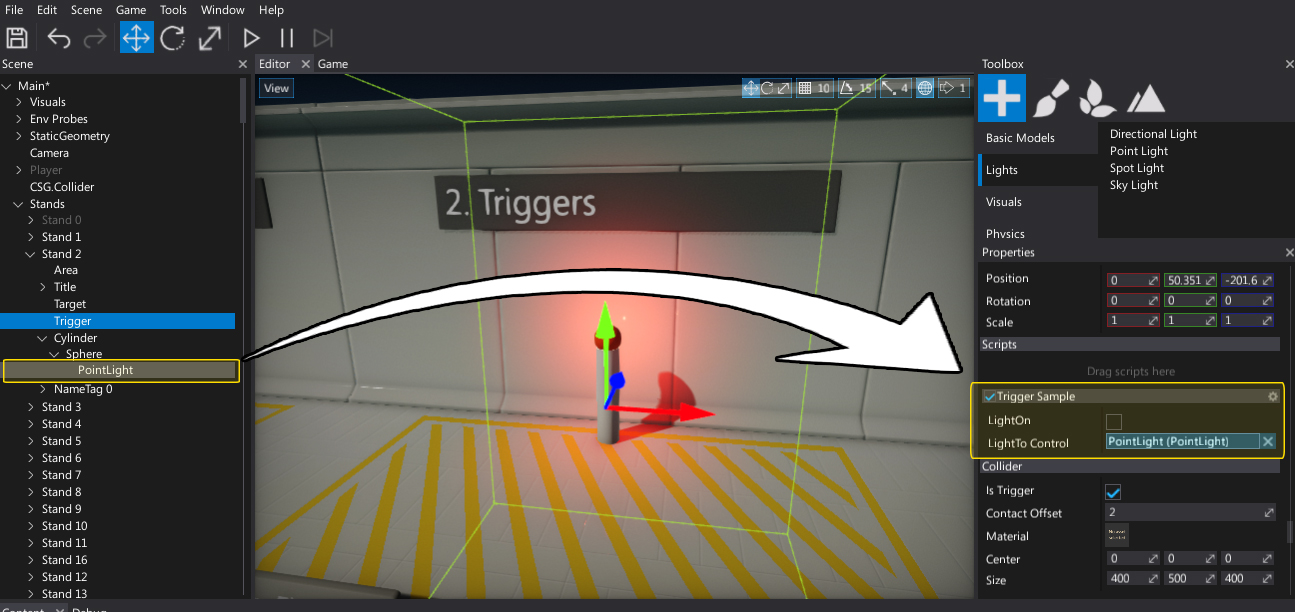 File Edit Scene Game Tools Window Help
Scene
Main*
Visuals
Env Probes
StaticGeometry
Camera
Player
CSG.Collider
Stands
Stand 0
Stand 1
Stand 2
Area
Title
Target
Trigger
Cylinder
Sphere
PointLight
NameTag 0
Stand 3
Stand 4
Stand 5
Stand 6
Stand 7
Stand 8
Stand 9
Stand 10
Stand 11
Stand 16
Stand 12
Stand 13
Content Debug
Editor Game
View 10 15 4 1
2. Triggers
Toolbox
Basic Models
Lights
Visuals
Physics
Directional Light
Point Light
Spot Light
Sky Light
Properties
Position 0 50.351 -201.6
Rotation 0 0 0
Scale 1 1 1
Scripts
Drag scripts here
Trigger Sample
LightOn
LightTo Control PointLight (PointLight)
Collider
Is Trigger
Contact Offset 2
Material
Center 0 0 0
Size 400 500 400